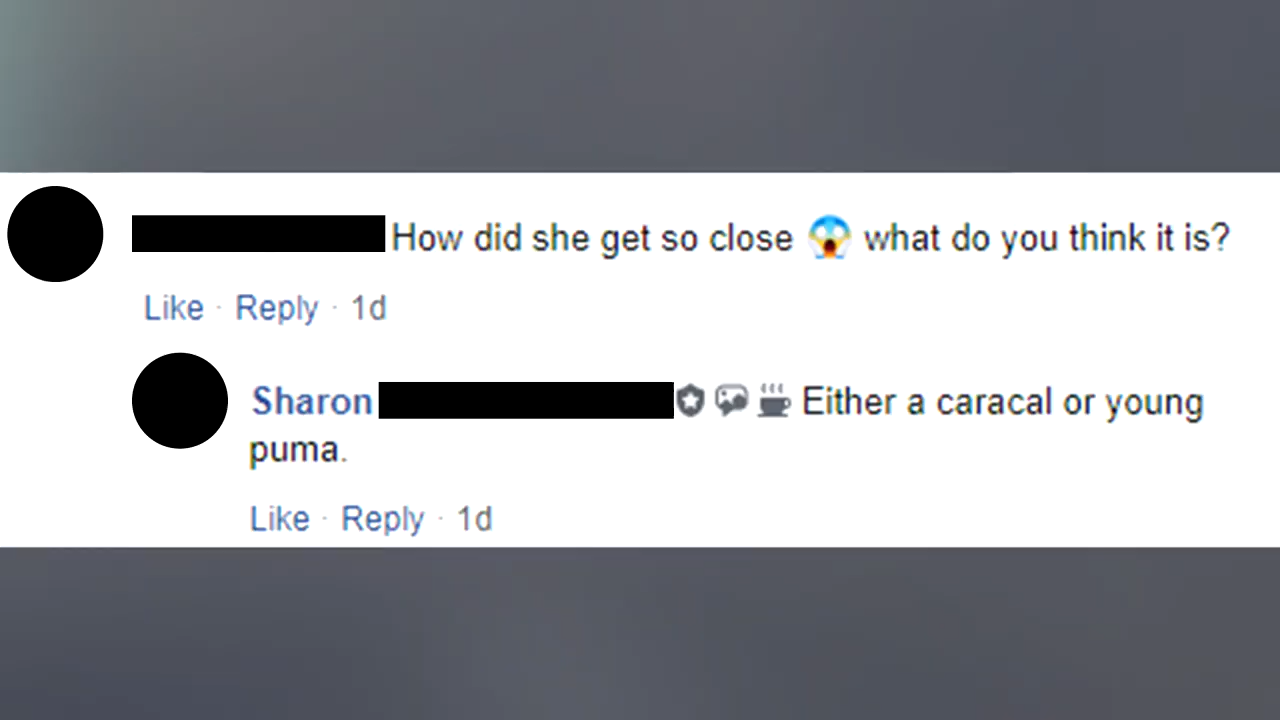 How did she get so close 😱 what do you think it is?
Like · Reply · 1d
Sharon Either a caracal or young
puma.
Like · Reply · 1d